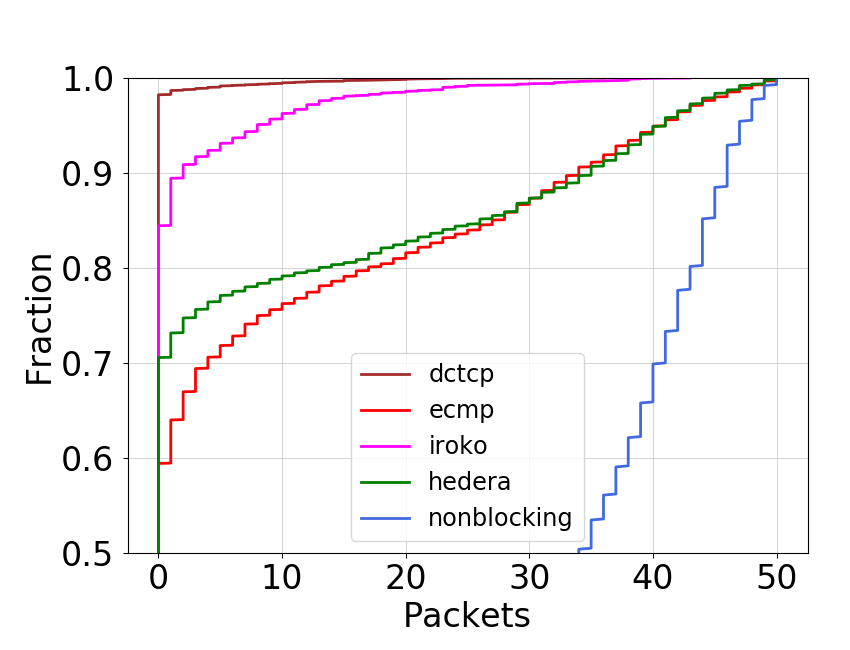 1.0
0.9
0.8
0.7
0.6
0.5
Fraction
dctcp
ecmp
iroko
hedera
nonblocking
0 10 20 30 40 50
Packets